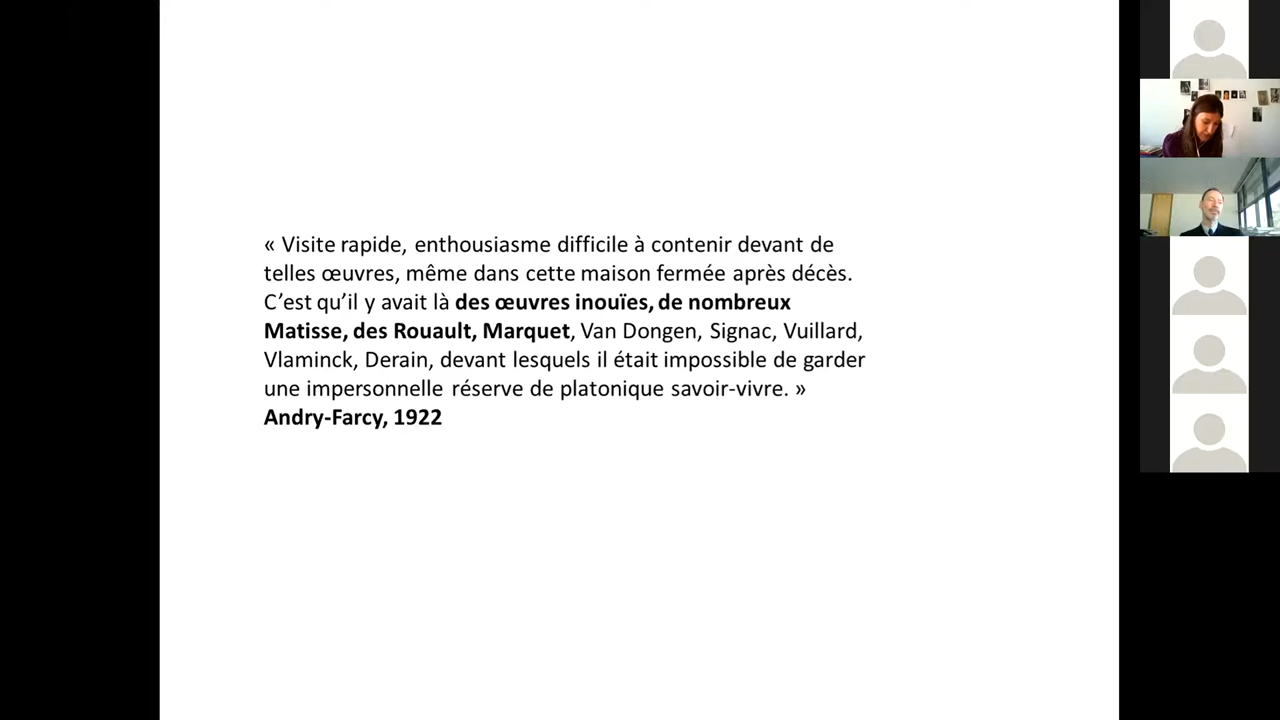 « Visite rapide, enthousiasme difficile à contenir devant de
telles œuvres, même dans cette maison fermée après décès.
C’est qu’il y avait là des œuvres inouïes, de nombreux
Matisse, des Rouault, Marquet, Van Dongen, Signac, Vuillard,
Vlaminck, Derain, devant lesquels il était impossible de garder
une impersonnelle réserve de platonique savoir-vivre. »
Andry-Farcy, 1922